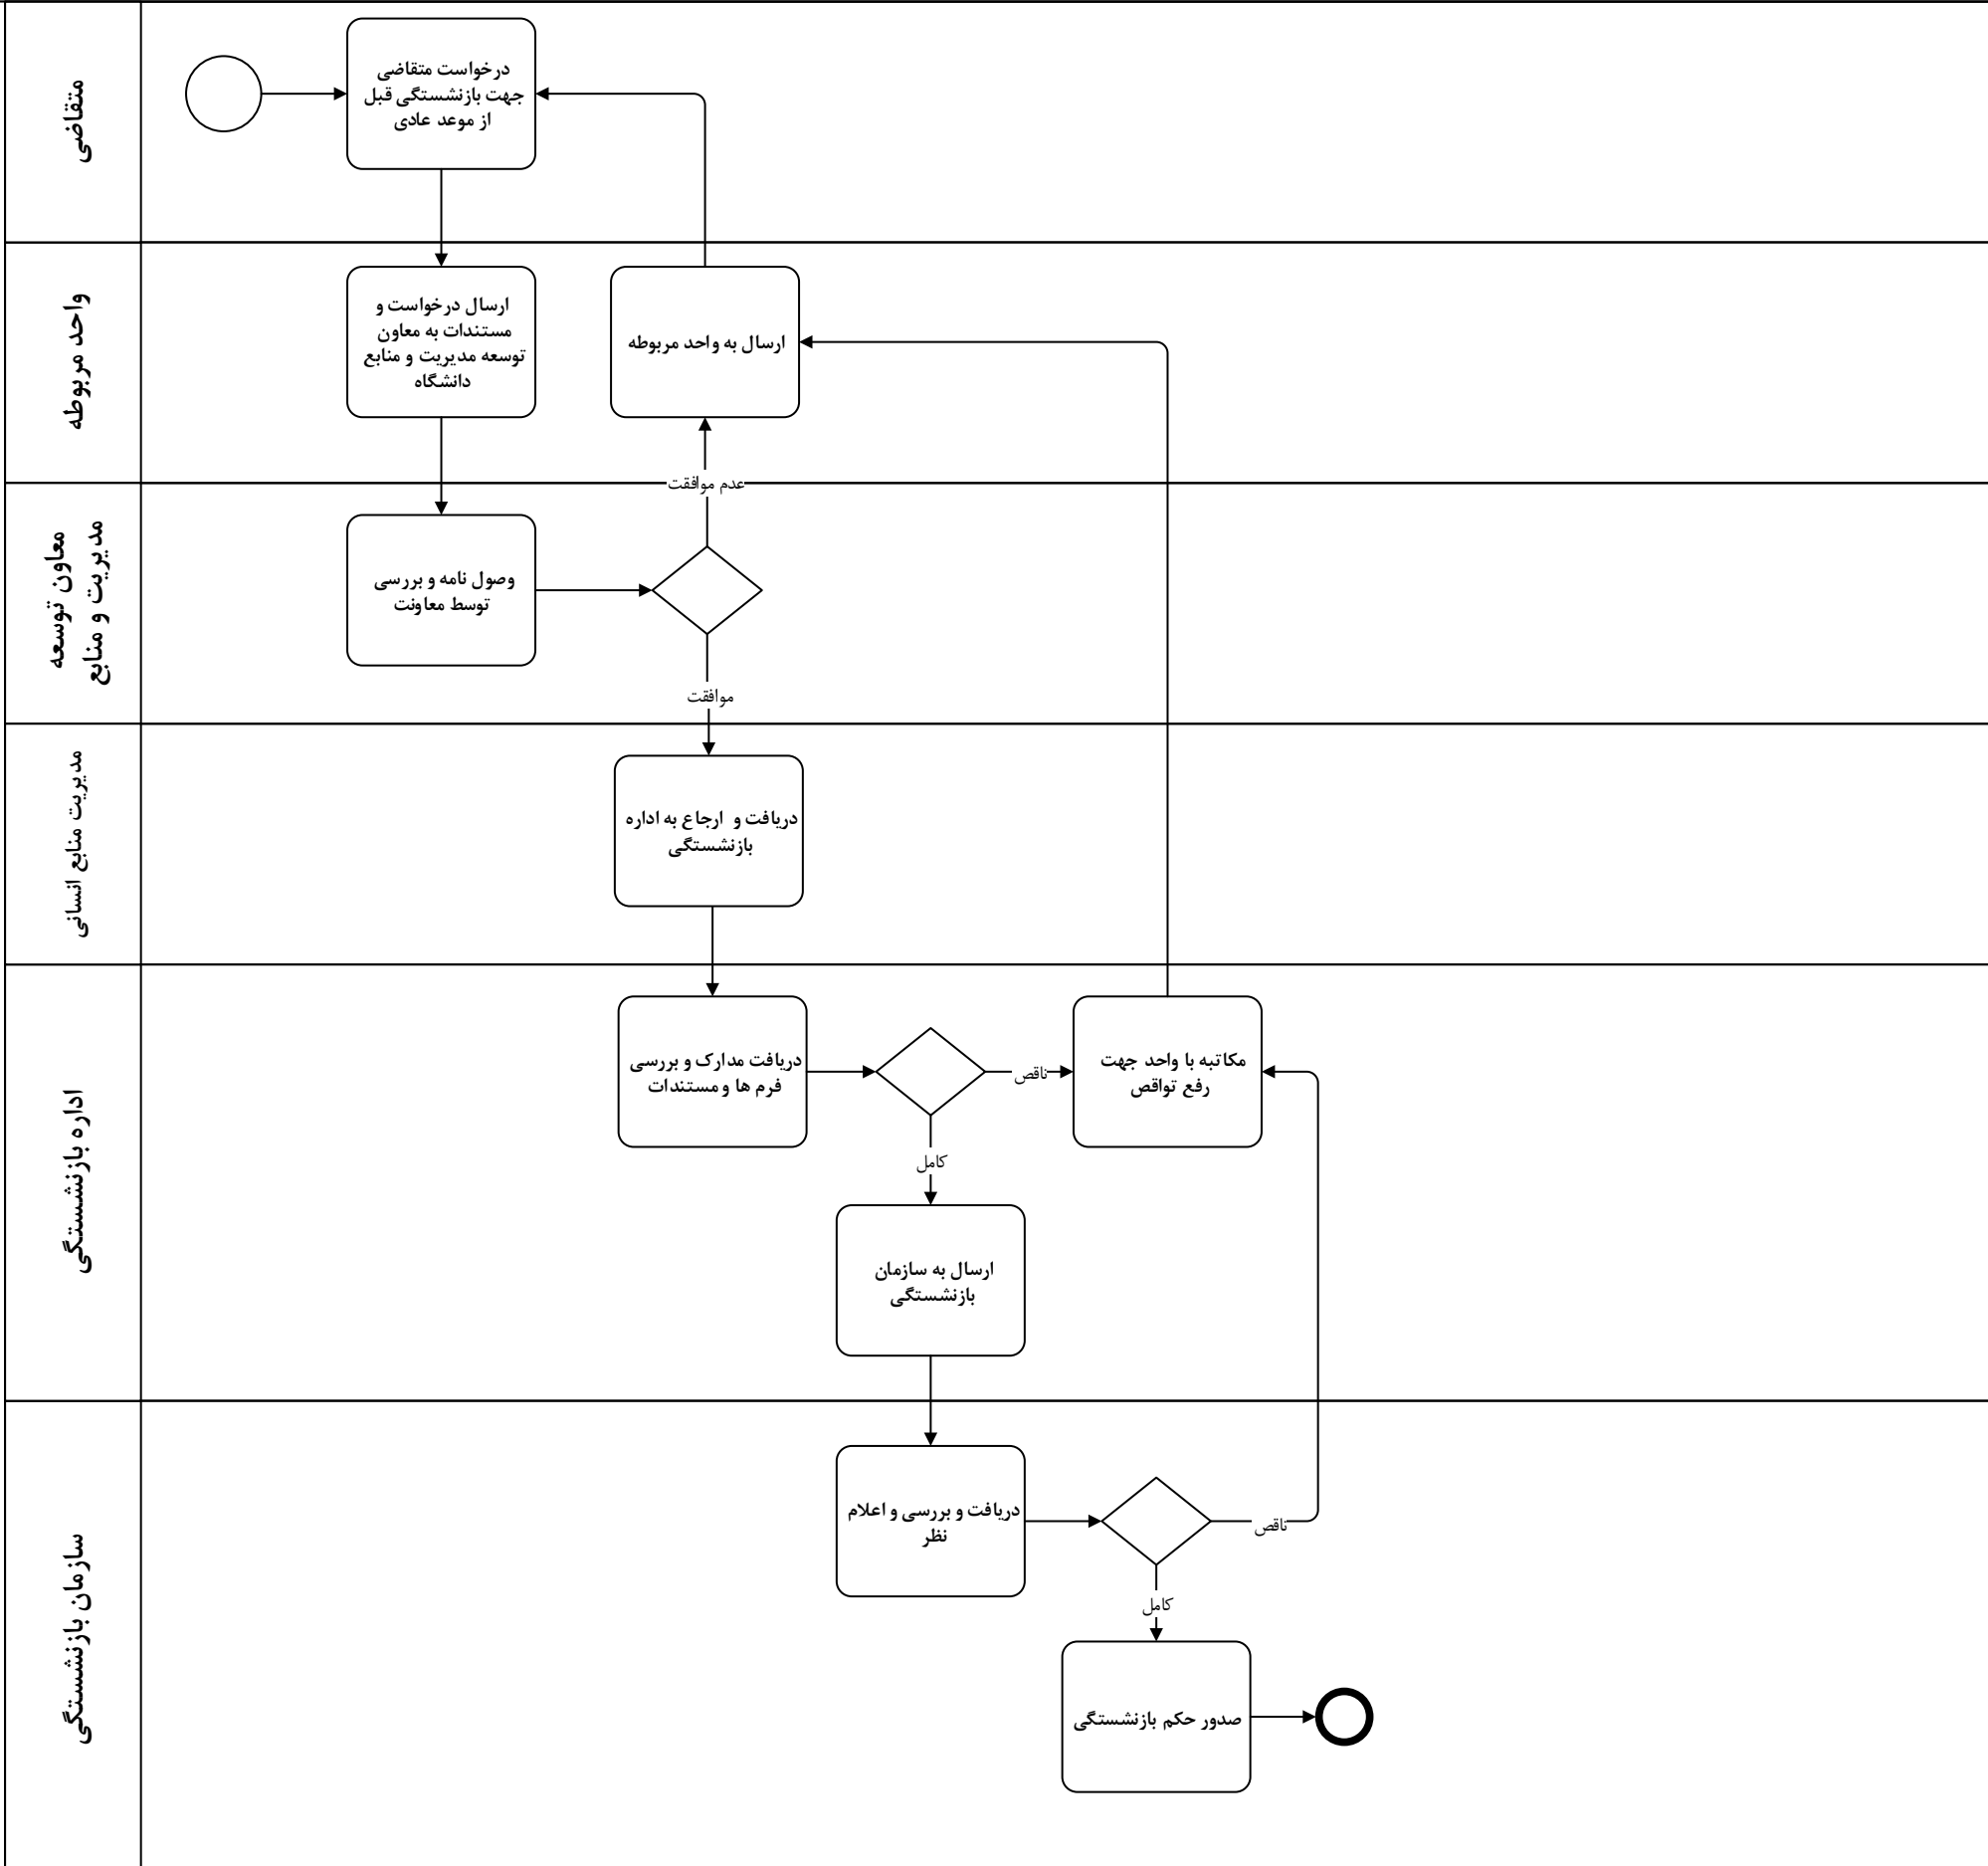 متقاضی
درخواست متقاضی
جهت بازنشستگی قبل
از موعد عادی
واحد مربوطه
ارسال درخواست و
مستندات به معاون
توسعه مدیریت و منابع
دانشگاه
ارسال به واحد مربوطه
عدم موافقت
معاون توسعه
مدیریت و منابع
وصول نامه و بررسی
توسط معاونت
موافقت
مدیریت منابع انسانی
دریافت و ارجاع به اداره
بازنشستگی
اداره بازنشستگی
دریافت مدارک و بررسی
فرم ها و مستندات
ناقص
مکاتبه با واحد جهت
رفع تواقص
کامل
ارسال به سازمان
بازنشستگی
سازمان بازنشستگی
دریافت و بررسی و اعلام
نظر
ناقص
کامل
صدور حکم بازنشستگی